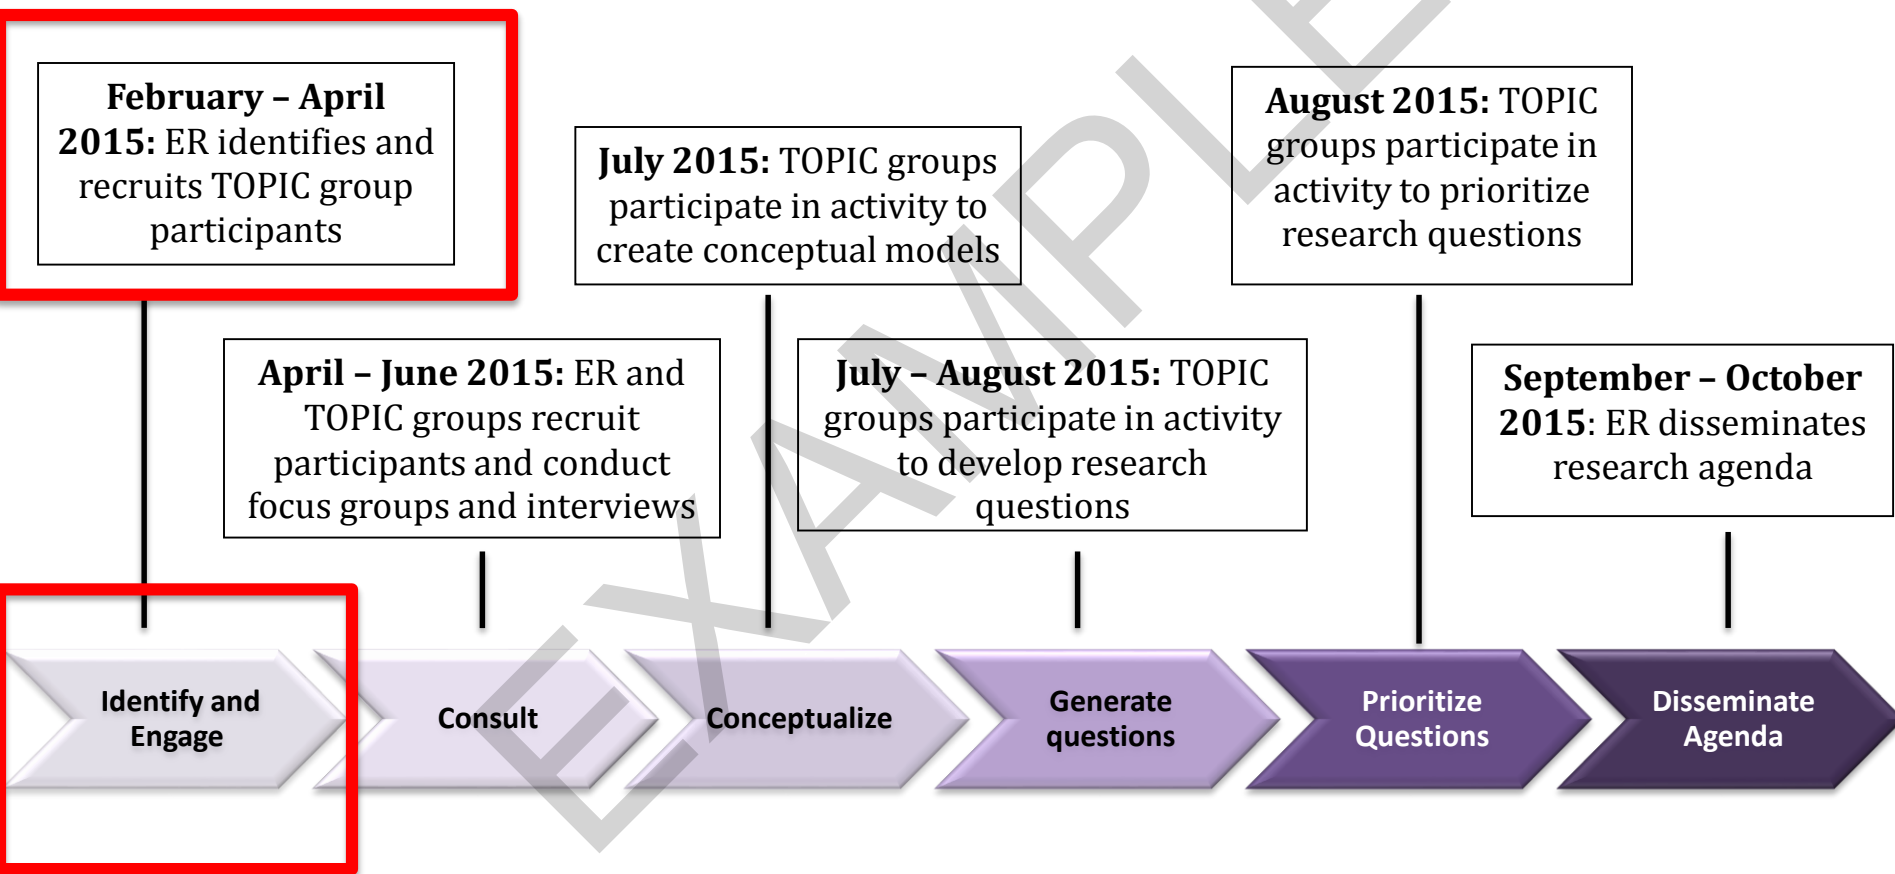 February – April
2015: ER identifies and
recruits TOPIC group
participants
April – June 2015: ER and
TOPIC groups recruit
participants and conduct
focus groups and interviews
July 2015: TOPIC groups
participate in activity to
create conceptual models
July – August 2015: TOPIC
groups participate in activity
to develop research
questions
August 2015: TOPIC
groups participate in
activity to prioritize
research questions
September – October
2015: ER disseminates
research agenda
Identify and
Engage
Consult
Conceptualize
Generate
questions
Prioritize
Questions
Disseminate
Agenda
EXAMPLE